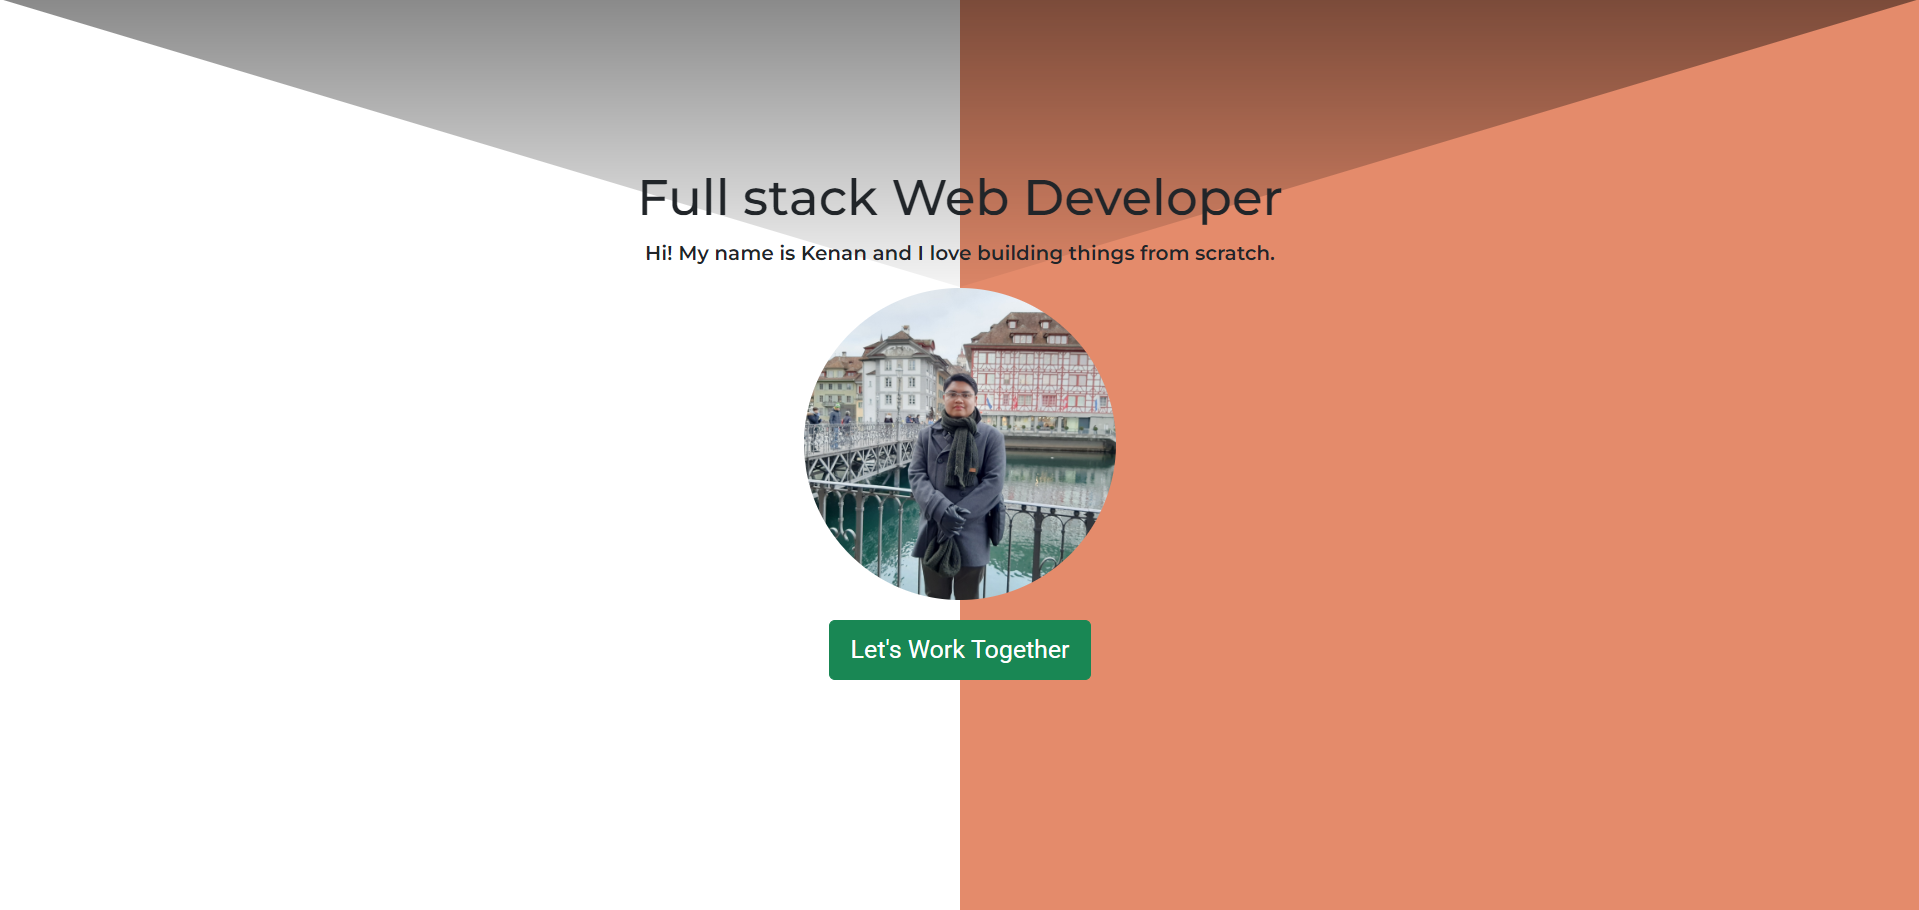 Full stack Web Developer
Hi! My name is Kenan and I love building things from scratch.
Let's Work Together